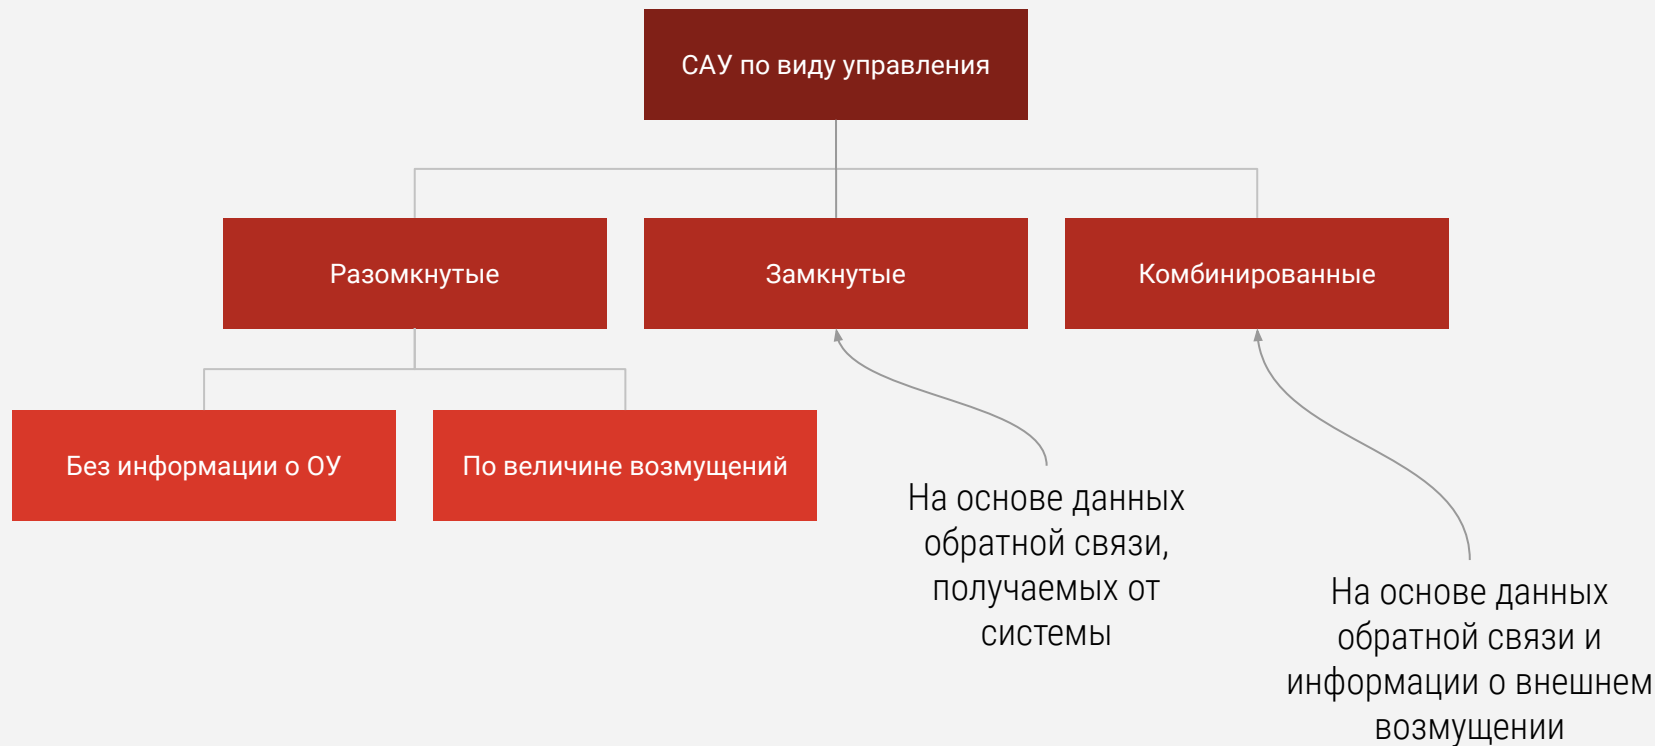 САУ по виду управления
Разомкнутые
Замкнутые
Комбинированные
Без информации о ОУ
По величине возмущений
На основе данных
обратной связи,
получаемых от
системы
На основе данных
обратной связи и
информации о внешнем
возмущении